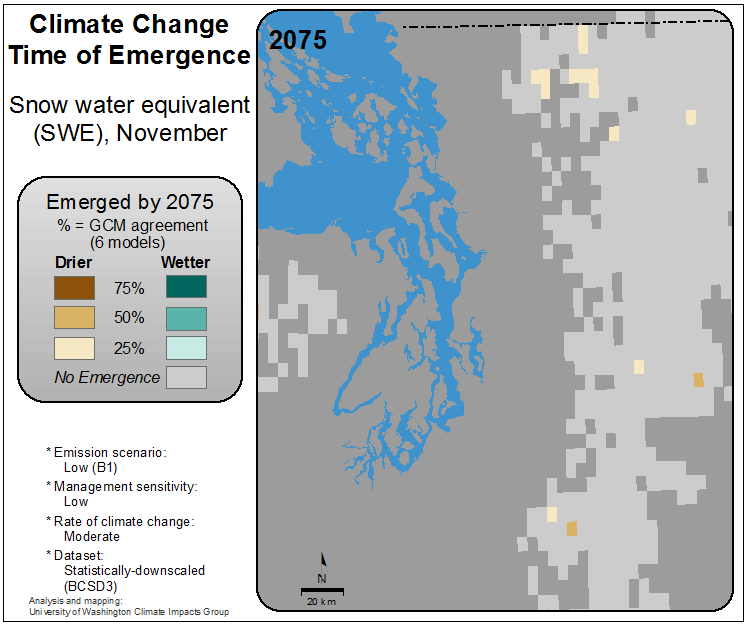 Climate Change
Time of Emergence
Snow water equivalent
(SWE), November
Emerged by 2075
% = GCM agreement
(6 models)
Drier Wetter
75%
50%
25%
No Emergence
* Emission scenario:
Low (B1)
* Management sensitivity:
Low
* Rate of climate change:
Moderate
* Dataset:
Statistically-downscaled
(BCSD3)
Analysis and mapping:
University of Washington Climate Impacts Group
2075
N
20 km